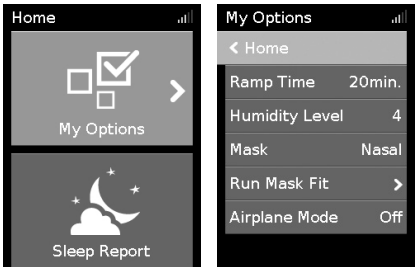 Home
My Options
Sleep Report
My Options
Home
Ramp Time 20min.
Humidity Level 4
Mask Nasal
Run Mask Fit
Airplane Mode Off